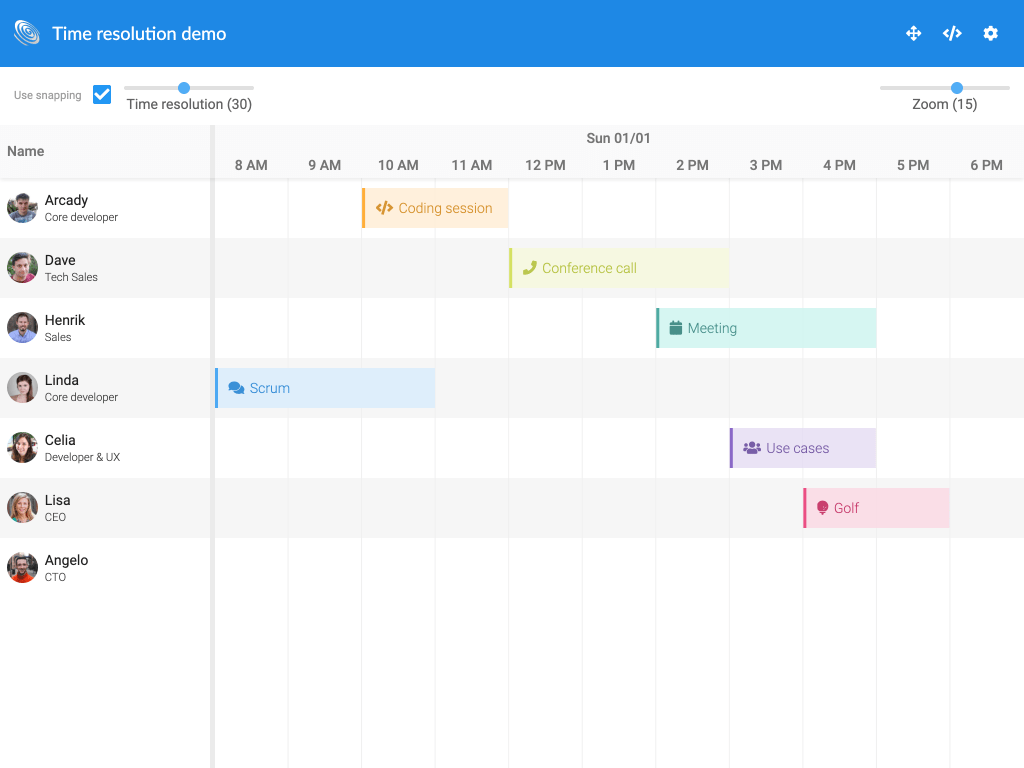 Time resolution demo
Use snapping
Time resolution (30)
Zoom (15)
Name
Sun 01/01
8 AM 9 AM 10 AM 11 AM 12 PM 1 PM 2 PM 3 PM 4 PM 5 PM 6 PM
Arcady
Core developer
Coding session
Dave
Tech Sales
Conference call
Henrik
Sales
Meeting
Linda
Core developer
Scrum
Celia
Developer & UX
Use cases
Lisa
CEO
Golf
Angelo
CTO